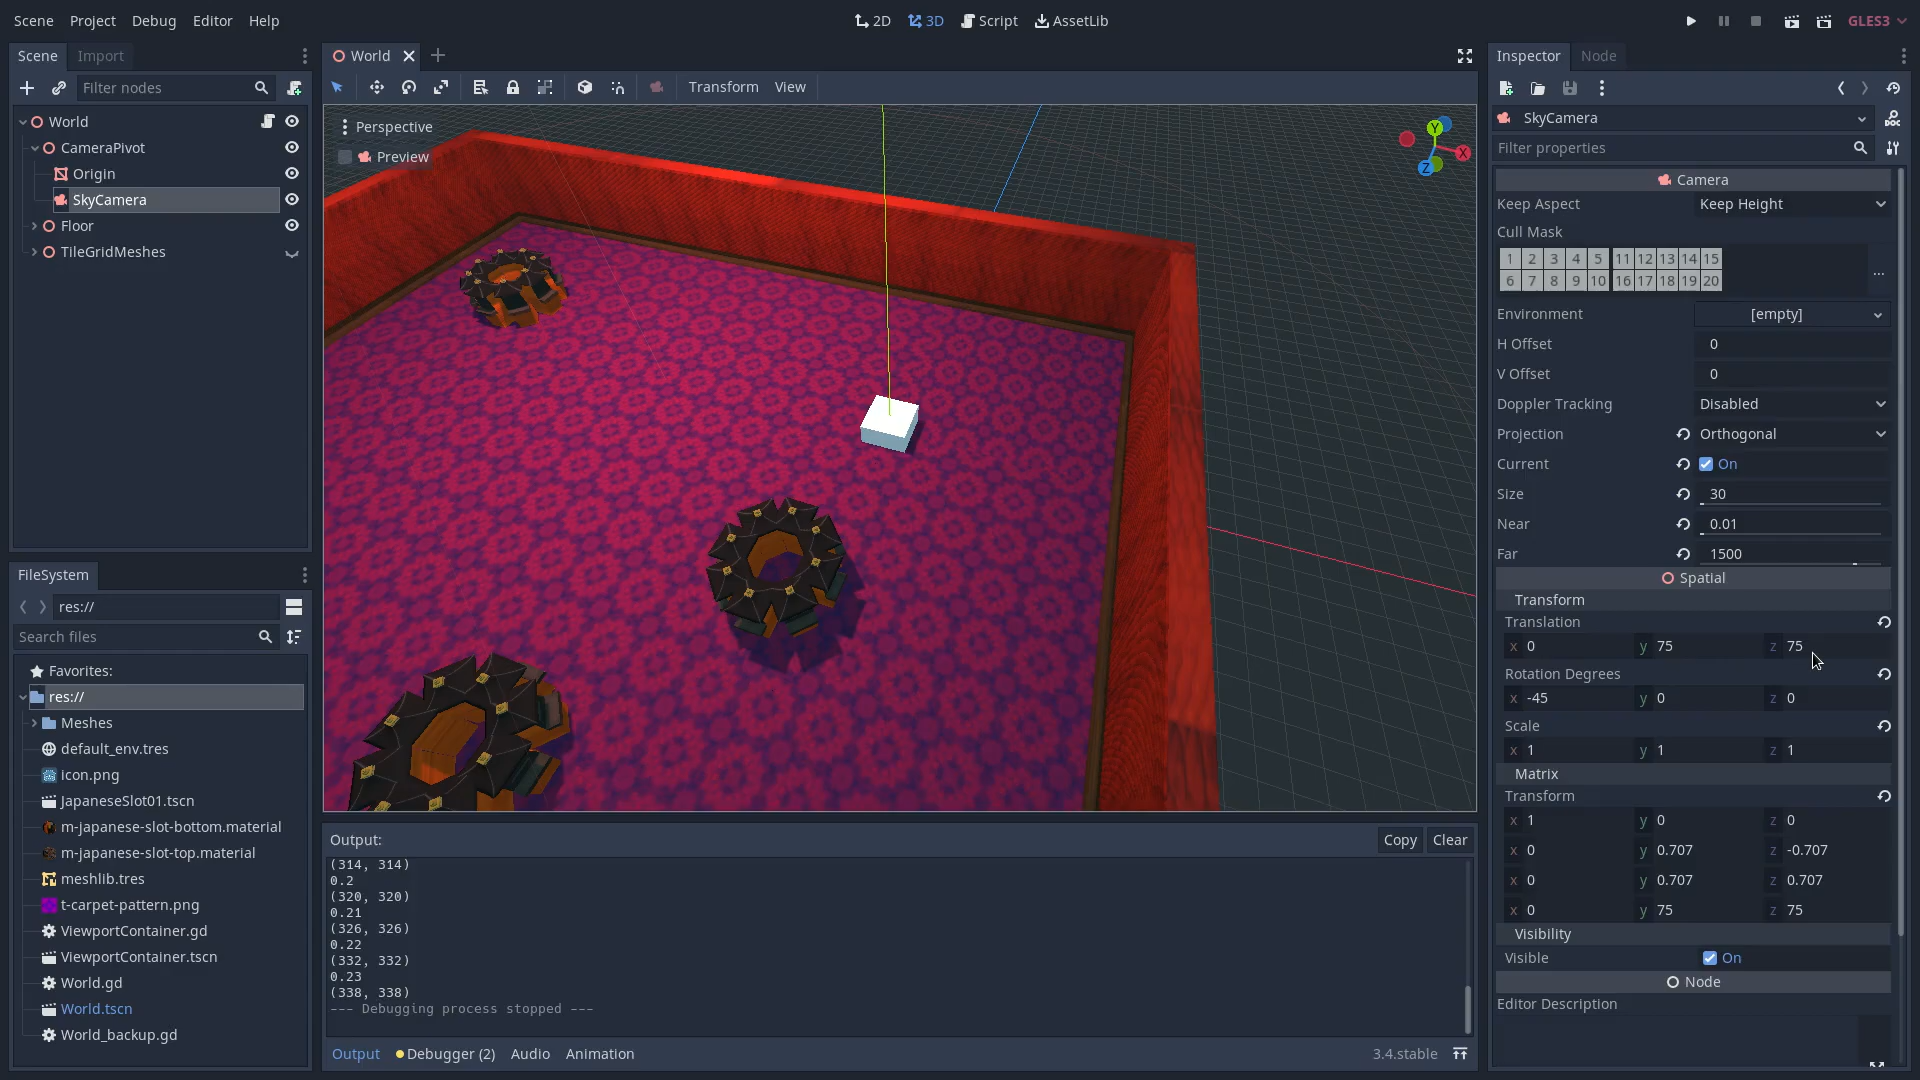 Scene Project Debug Editor Help
2D 3D Script AssetLib
GLES3
Scene Import
Filter nodes
World
CameraPivot
Origin
SkyCamera
Floor
TileGridMeshes
FileSystem
res://
Search files
Favorites:
res://
Meshes
default_env.tres
icon.png
JapaneseSlot01.tscn
m-japanese-slot-bottom.material
m-japanese-slot-top.material
meshlib.tres
t-carpet-pattern.png
ViewportContainer.gd
ViewportContainer.tscn
World.gd
World.tscn
World_backup.gd
World
Transform View
Perspective
Preview
Y
X
Z
Output:
Copy Clear
(314, 314)
0.2
(320, 320)
0.21
(326, 326)
0.22
(332, 332)
0.23
(338, 338)
--- Debugging process stopped ---
Output Debugger (2) Audio Animation
3.4.stable
Inspector Node
SkyCamera
Filter properties
Camera
Keep Aspect Keep Height
Cull Mask
1 2 3 4 5 11 12 13 14 15
6 7 8 9 10 16 17 18 19 20
...
Environment [empty]
H Offset 0
V Offset 0
Doppler Tracking Disabled
Projection Orthogonal
Current On
Size 30
Near 0.01
Far 1500
Spatial
Transform
Translation
x 0 y 75 z 75
Rotation Degrees
x -45 y 0 z 0
Scale
x 1 y 1 z 1
Matrix
Transform
x 1 y 0 z 0
x 0 y 0.707 z -0.707
x 0 y 0.707 z 0.707
x 0 y 75 z 75
Visibility
Visible On
Node
Editor Description